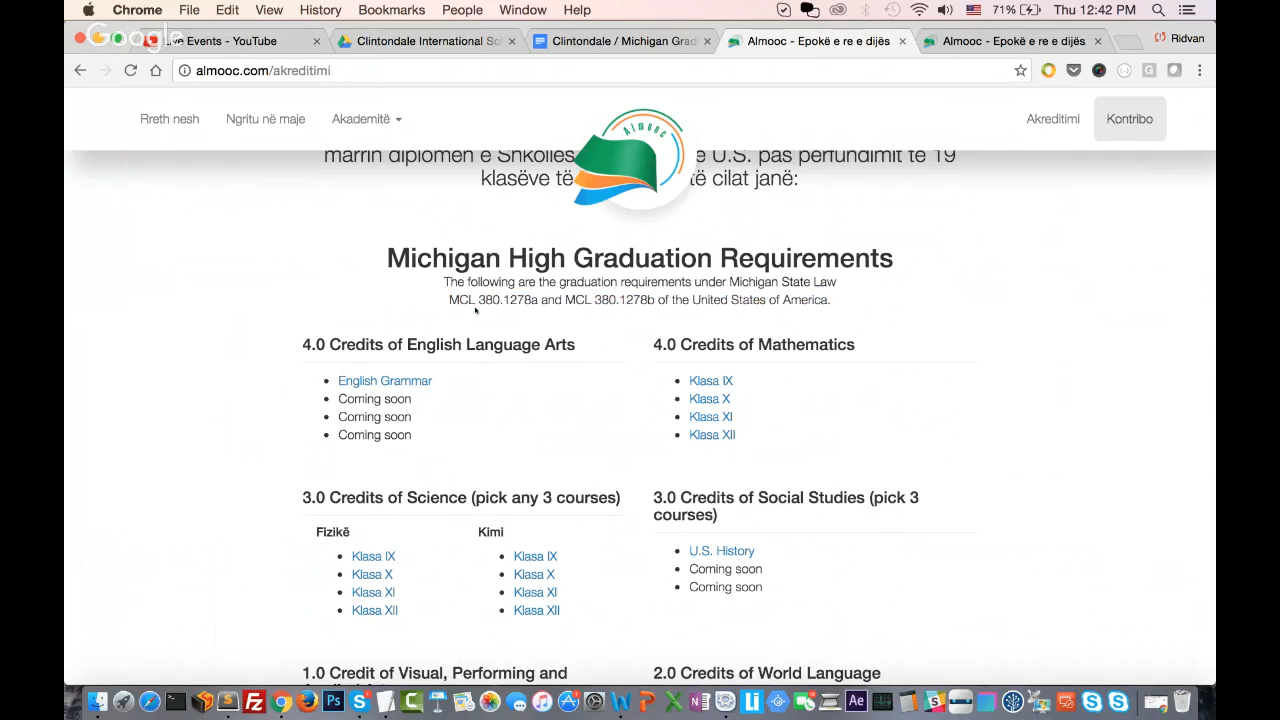 Chrome File Edit View History Bookmarks People Window Help 71% Thu 12:42 PM
Google
Live Events - YouTube
Clintondale International Sc
Clintondale / Michigan Grad
Almooc - Epokë e re e dijës
Almooc - Epokë e re e dijës
Ridvan
almooc.com/akreditimi
Rreth nesh Ngritu në maje Akademitë Akreditimi Kontribo
Almooc
marrin diplomën e Shkollës e U.S. pas përfundimit të 19
klasëve të të cilat janë:
Michigan High Graduation Requirements
The following are the graduation requirements under Michigan State Law
MCL 380.1278a and MCL 380.1278b of the United States of America.
4.0 Credits of English Language Arts
English Grammar
Coming soon
Coming soon
Coming soon
4.0 Credits of Mathematics
Klasa IX
Klasa X
Klasa XI
Klasa XII
3.0 Credits of Science (pick any 3 courses)
Fizikë
Klasa IX
Klasa X
Klasa XI
Klasa XII
Kimi
Klasa IX
Klasa X
Klasa XI
Klasa XII
3.0 Credits of Social Studies (pick 3
courses)
U.S. History
Coming soon
Coming soon
1.0 Credit of Visual, Performing and
2.0 Credits of World Language